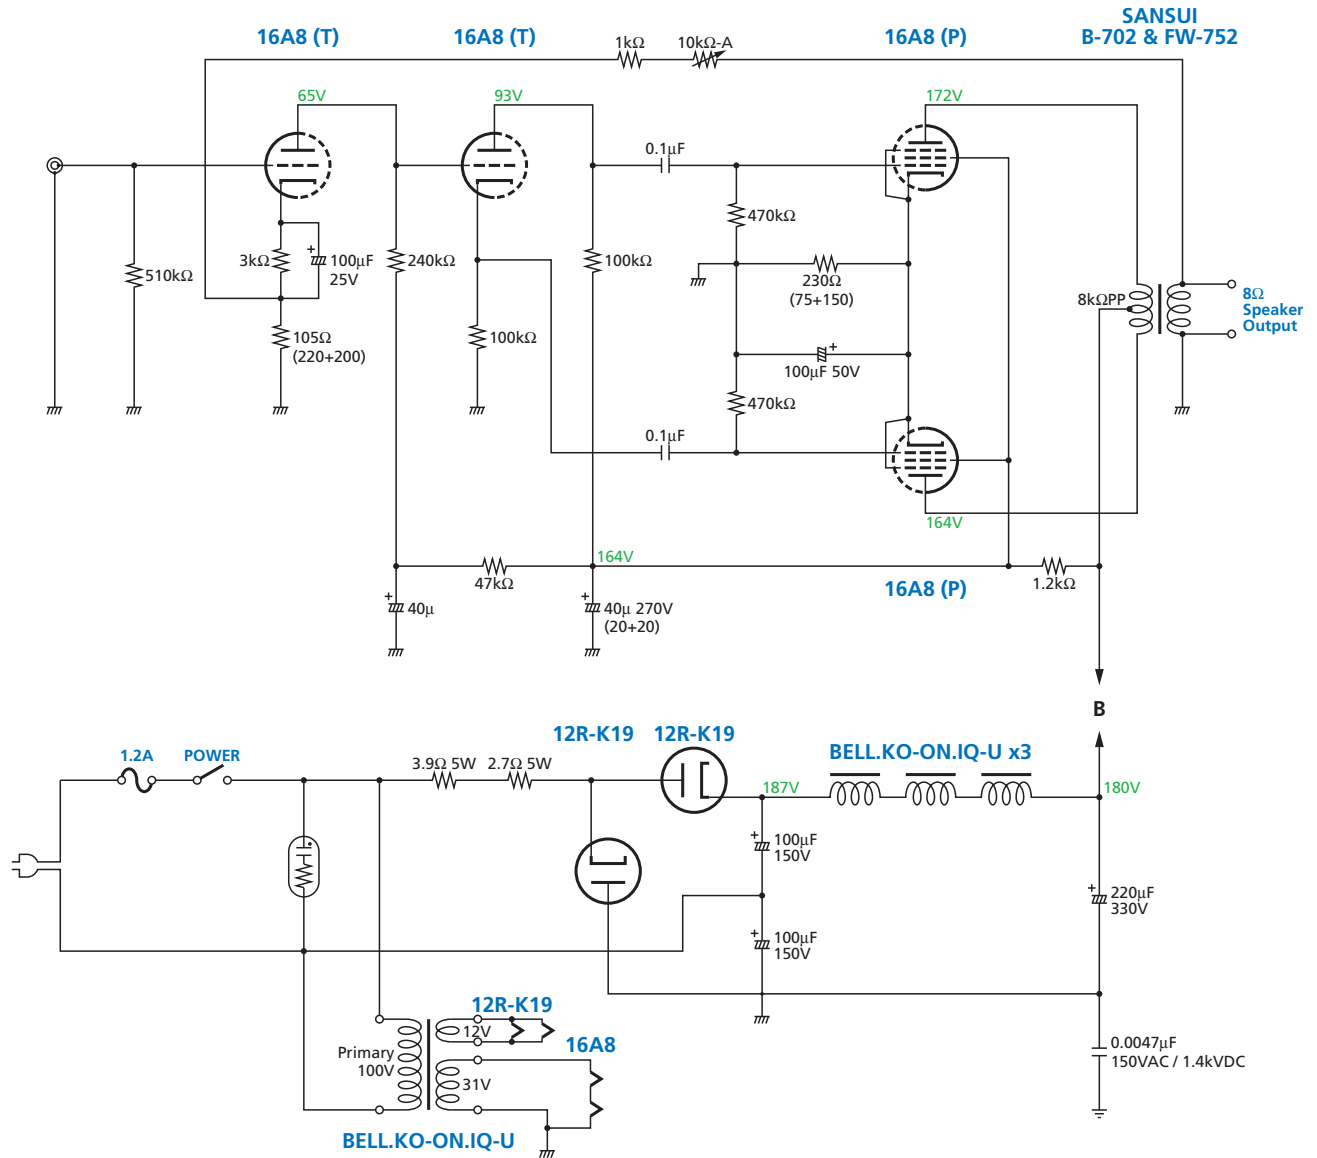 SANSUI
B-702 & FW-752
16A8 (T)
16A8 (T)
1kΩ
10kΩ-A
16A8 (P)
65V
93V
172V
0.1μF
470kΩ
3kΩ
+
100μF
25V
240kΩ
100kΩ
510kΩ
230Ω
(75+150)
8kΩPP
8Ω
Speaker
Output
105Ω
(220+200)
100kΩ
+
100μF 50V
470kΩ
0.1μF
164V
164V
47kΩ
1.2kΩ
16A8 (P)
+
40μ
+
40μ 270V
(20+20)
B
12R-K19
12R-K19
1.2A
POWER
3.9Ω 5W
2.7Ω 5W
BELL.KO-ON.IQ-U x3
187V
180V
+
100μF
150V
+
220μF
330V
+
100μF
150V
12R-K19
12V
16A8
Primary
100V
31V
0.0047μF
150VAC / 1.4kVDC
BELL.KO-ON.IQ-U